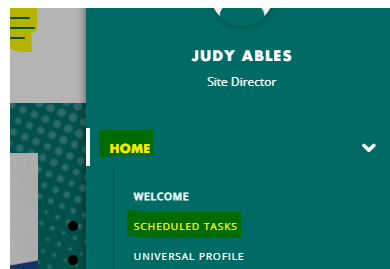 JUDY ABLES
Site Director
HOME
WELCOME
SCHEDULED TASKS
UNIVERSAL PROFILE